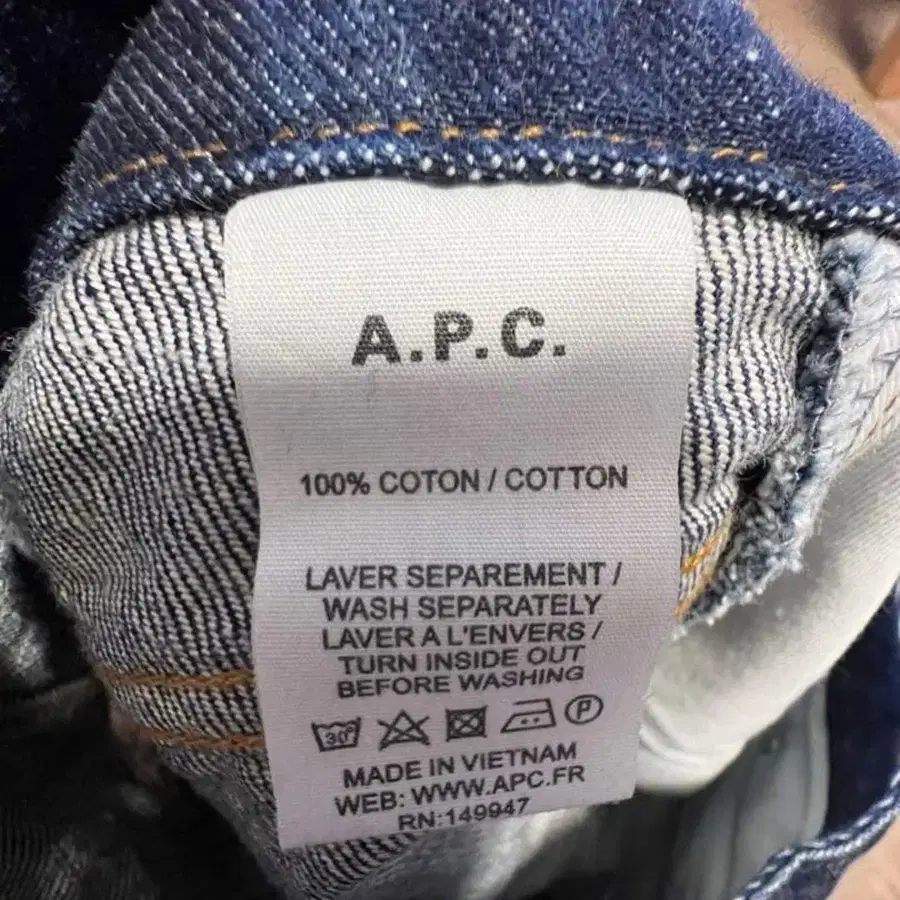 A.P.C.
100% COTON / COTTON
LAVER SEPAREMENT /
WASH SEPARATELY
LAVER A L'ENVERS /
TURN INSIDE OUT
BEFORE WASHING
30° P
MADE IN VIETNAM
WEB: WWW.APC.FR
RN:149947